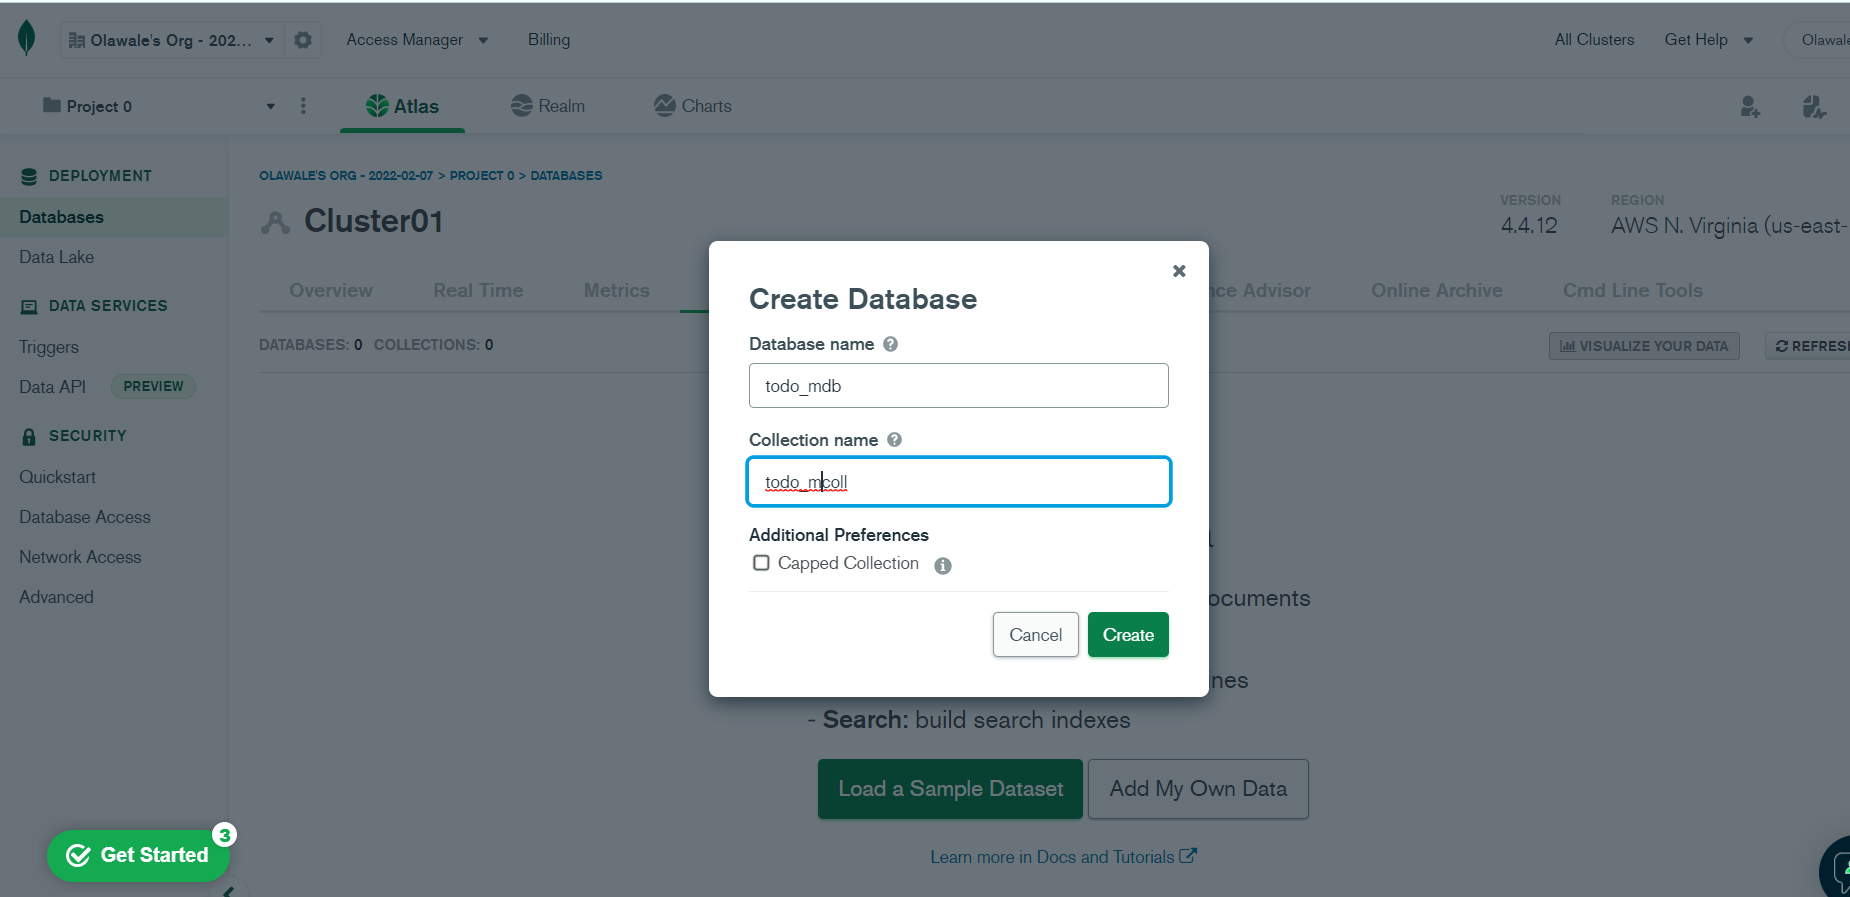 Olawale's Org - 202...
Access Manager
Billing
All Clusters
Get Help
Olawale
Project 0
Atlas
Realm
Charts
DEPLOYMENT
Databases
Data Lake
DATA SERVICES
Triggers
Data API
PREVIEW
SECURITY
Quickstart
Database Access
Network Access
Advanced
Get Started
3
OLAWALE'S ORG - 2022-02-07 > PROJECT 0 > DATABASES
Cluster01
VERSION
4.4.12
REGION
AWS N. Virginia (us-east-
Overview
Real Time
Metrics
nce Advisor
Online Archive
Cmd Line Tools
DATABASES: 0 COLLECTIONS: 0
VISUALIZE YOUR DATA
REFRES
Create Database
Database name
todo_mdb
Collection name
todo_mcoll
Additional Preferences
Capped Collection
Cancel
Create
ocuments
nes
- Search: build search indexes
Load a Sample Dataset
Add My Own Data
Learn more in Docs and Tutorials